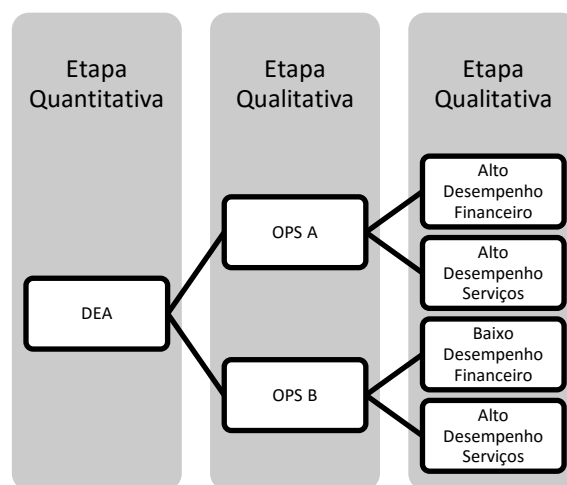 Etapa
Quantitativa
Etapa
Qualitativa
Etapa
Qualitativa
DEA
OPS A
OPS B
Alto
Desempenho
Financeiro
Alto
Desempenho
Serviços
Baixo
Desempenho
Financeiro
Alto
Desempenho
Serviços